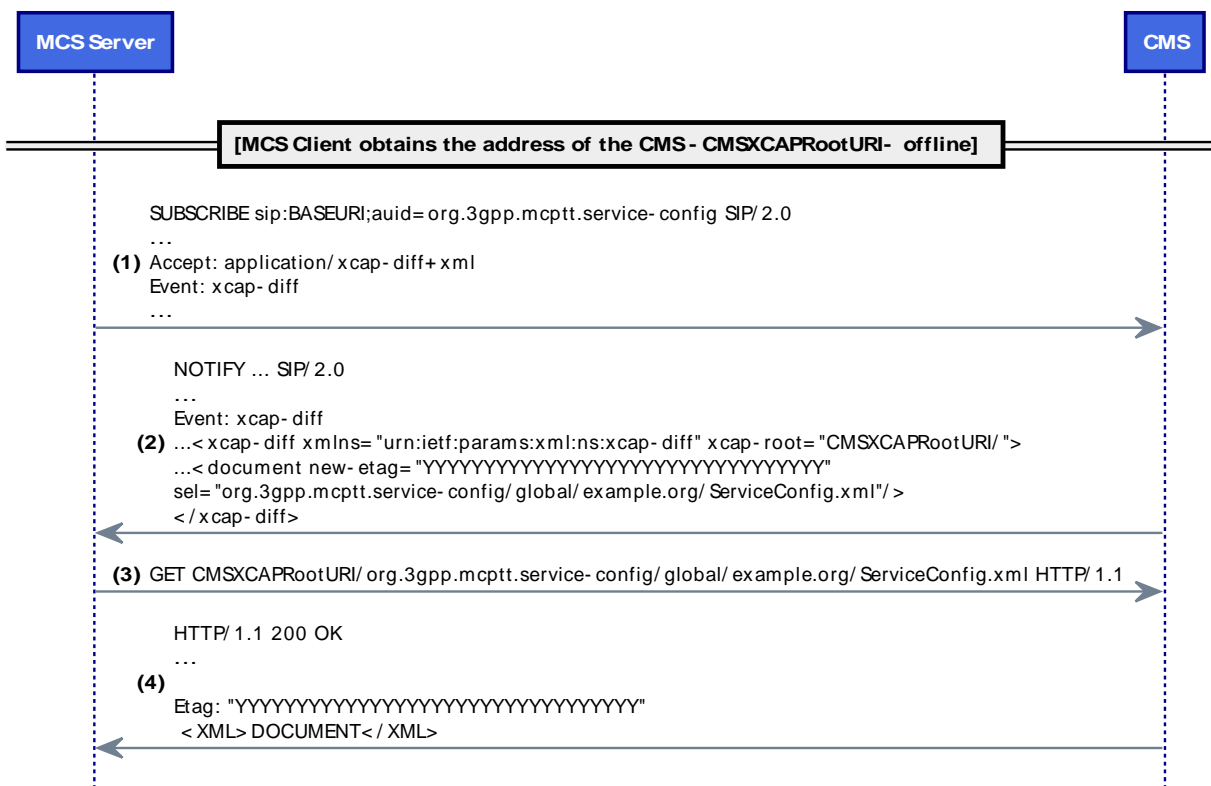 MCS Server
CMS
[MCS Client obtains the address of the CMS - CMSXCAPRootURI- offline]
SUBSCRIBE sip:BASEURI;auid=org.3gpp.mcptt.service-config SIP/2.0
...
(1) Accept: application/xcap-diff+xml
Event: xcap-diff
...
NOTIFY ... SIP/2.0
...
Event: xcap-diff
(2) ...<xcap-diff xmlns="urn:ietf:params:xml:ns:xcap-diff" xcap-root="CMSXCAPRootURI/">
...<document new-etag="YYYYYYYYYYYYYYYYYYYYYYYYYYYYYYYYY"
sel="org.3gpp.mcptt.service-config/global/example.org/ServiceConfig.xml"/>
</xcap-diff>
(3) GET CMSXCAPRootURI/org.3gpp.mcptt.service-config/global/example.org/ServiceConfig.xml HTTP/1.1
HTTP/1.1 200 OK
...
(4)
Etag: "YYYYYYYYYYYYYYYYYYYYYYYYYYYYYYYYY"
<XML>DOCUMENT</XML>